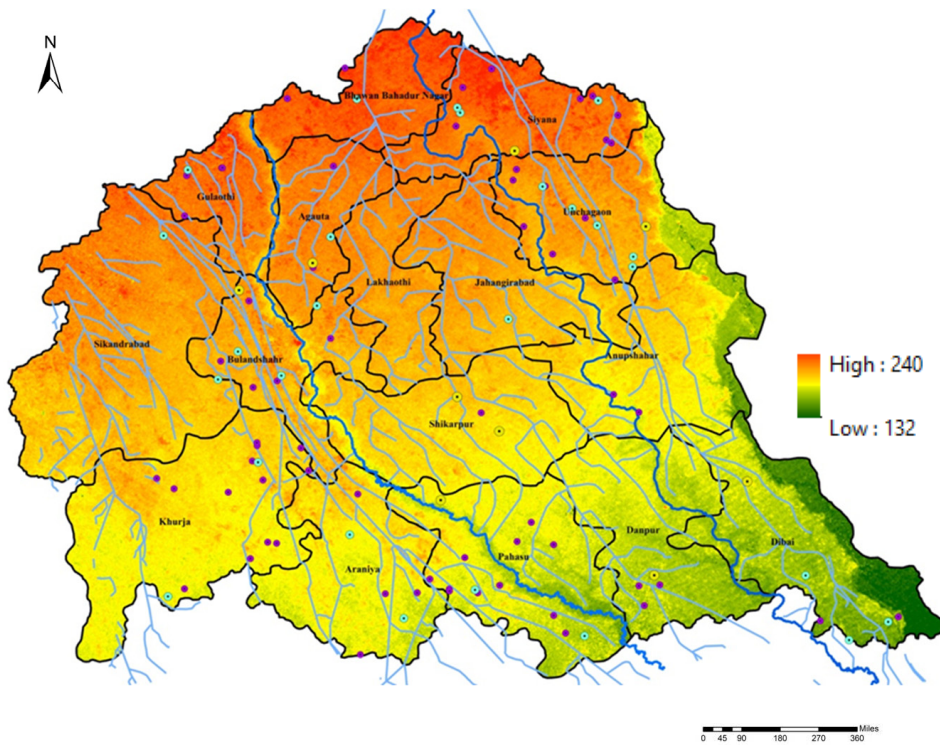 N
Bhawan Bahadur Nagar
Siyana
Gulaothi
Agauta
Unchagaon
Lakhaothi
Jahangirabad
Sikandrabad
Bulandshahr
Anupshahar
High : 240
Shikarpur
Low : 132
Khurja
Danpur
Dibai
Pahasu
Araniya
Miles
0 45 90 180 270 360